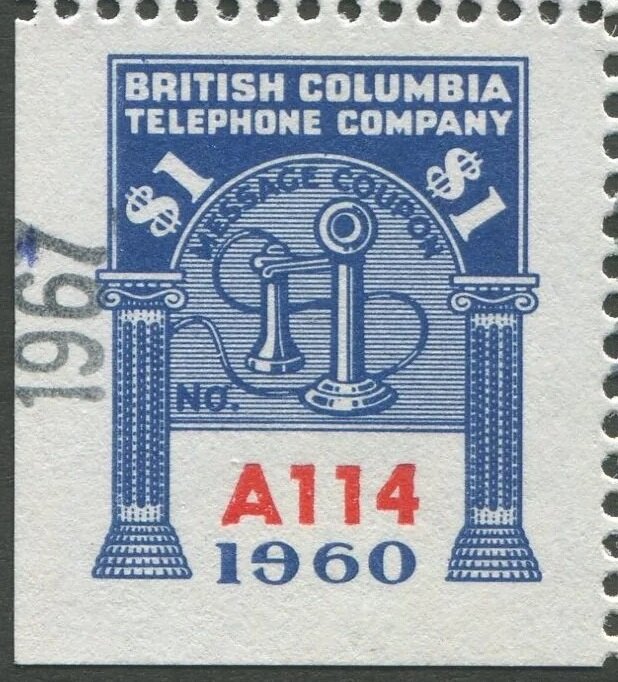 BRITISH COLUMBIA
TELEPHONE COMPANY
$1 $1
MESSAGE COUPON
NO.
A114
1960
1967